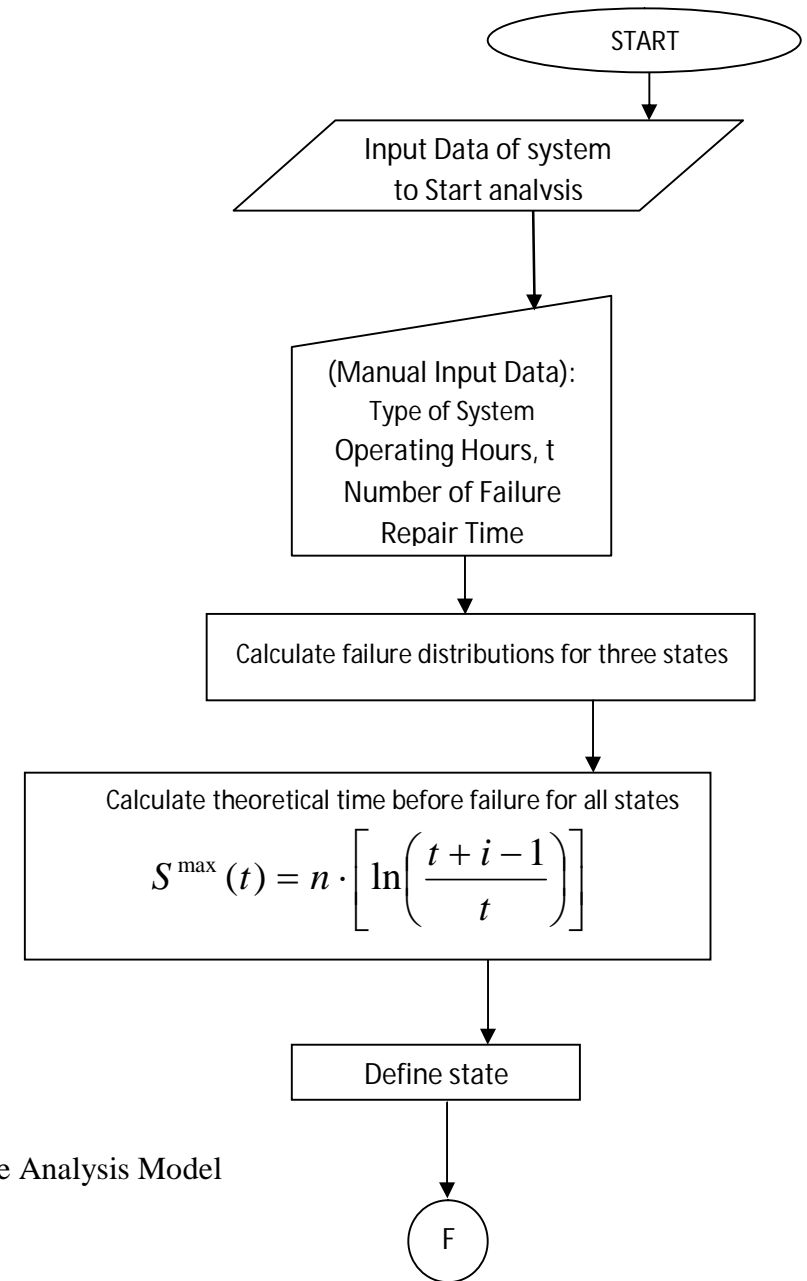 START
Input Data of system
to Start analysis
(Manual Input Data):
Type of System
Operating Hours, t
Number of Failure
Repair Time
Calculate failure distributions for three states
Calculate theoretical time before failure for all states
S^max (t) = n · [ln((t + i − 1)/t)]
Define state
e Analysis Model
F